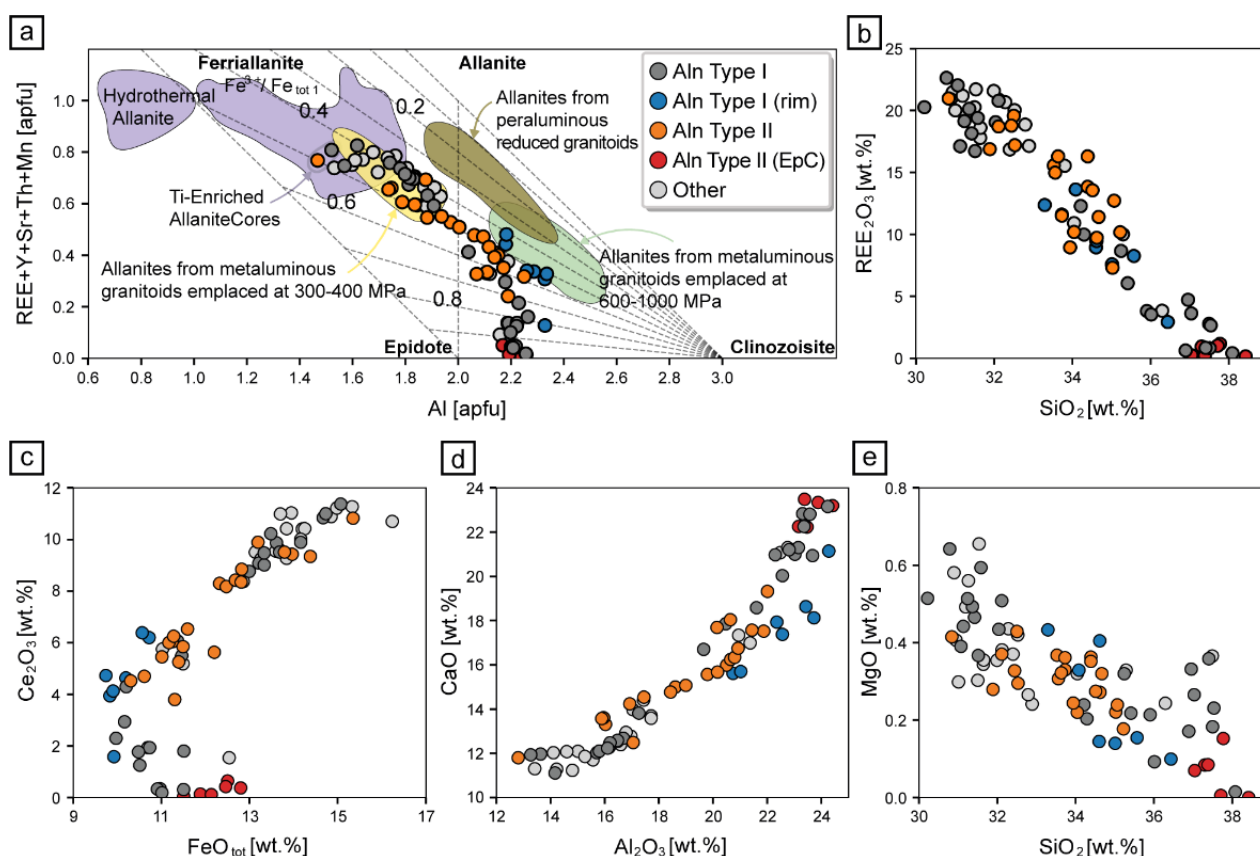 a
Ferriallanite
Allanite
Fe3+/ Fe tot 1
0.4
0.2
Hydrothermal
Allanite
Allanites from
peraluminous
reduced granitoids
Aln Type I
Aln Type I (rim)
Aln Type II
Aln Type II (EpC)
Other
Ti-Enriched
AllaniteCores
0.6
Allanites from metaluminous
granitoids emplaced at 300-400 MPa
0.8
Allanites from metaluminous
granitoids emplaced at
600-1000 MPa
Epidote
Clinozoisite
REE+Y+Sr+Th+Mn [apfu]
1.0
0.8
0.6
0.4
0.2
0.0
0.6 0.8 1.0 1.2 1.4 1.6 1.8 2.0 2.2 2.4 2.6 2.8 3.0 3.2
Al [apfu]
b
REE2O3 [wt.%]
25
20
15
10
5
0
30 32 34 36 38
SiO2 [wt.%]
c
Ce2O3 [wt.%]
12
10
8
6
4
2
0
11 13 15 17
FeOtot [wt.%]
d
CaO [wt.%]
24
22
20
18
16
14
12
10
12 14 16 18 20 22 24
Al2O3 [wt.%]
e
MgO [wt.%]
0.8
0.6
0.4
0.2
0.0
30 32 34 36 38
SiO2 [wt.%]